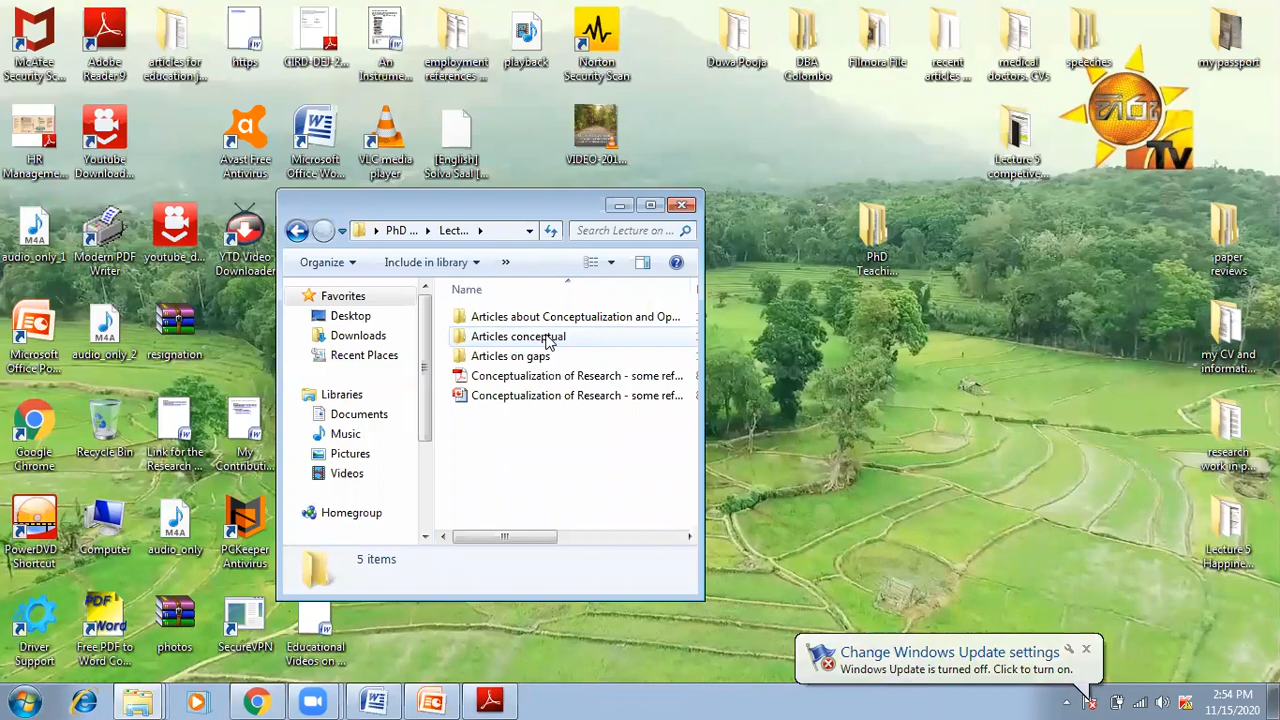 McAfee Security Sc...
Adobe Reader 9
articles for education j...
https
CIRD-DEJ-2...
An Instrume...
employment references ...
playback
Norton Security Scan
Duwa Pooja
DBA Colombo
Filmora File
recent articles ...
medical doctors, CVs
speeches
my passport
හිරු
TV
HR Manageme...
Youtube Download...
a
Avast Free Antivirus
Microsoft Office Wo...
VLC media player
[English] Solva Saal [...
VIDEO-201...
Lecture 5 competive...
M4A
audio_only_1
Modern PDF Writer
youtube_d...
YTD Video Downloader
PhD Teachi...
paper reviews
PhD ...
Lect...
Search Lecture on ...
Organize
Include in library
»
Favorites
Desktop
Downloads
Recent Places
Libraries
Documents
Music
Pictures
Videos
Homegroup
Name
Articles about Conceptualization and Op...
Articles conceptual
Articles on gaps
Conceptualization of Research - some ref...
Conceptualization of Research - some ref...
5 items
Microsoft Office Po...
M4A
audio_only_2
resignation
my CV and informati...
Google Chrome
Recycle Bin
Link for the Research ...
My Contributi...
research work in p...
PowerDVD Shortcut
Computer
M4A
audio_only
PCKeeper Antivirus
Lecture 5 Happine...
Driver Support
PDF
Word
Free PDF to Word Co...
photos
SecureVPN
Educational Videos on ...
Change Windows Update settings
Windows Update is turned off. Click to turn on.
2:54 PM
11/15/2020